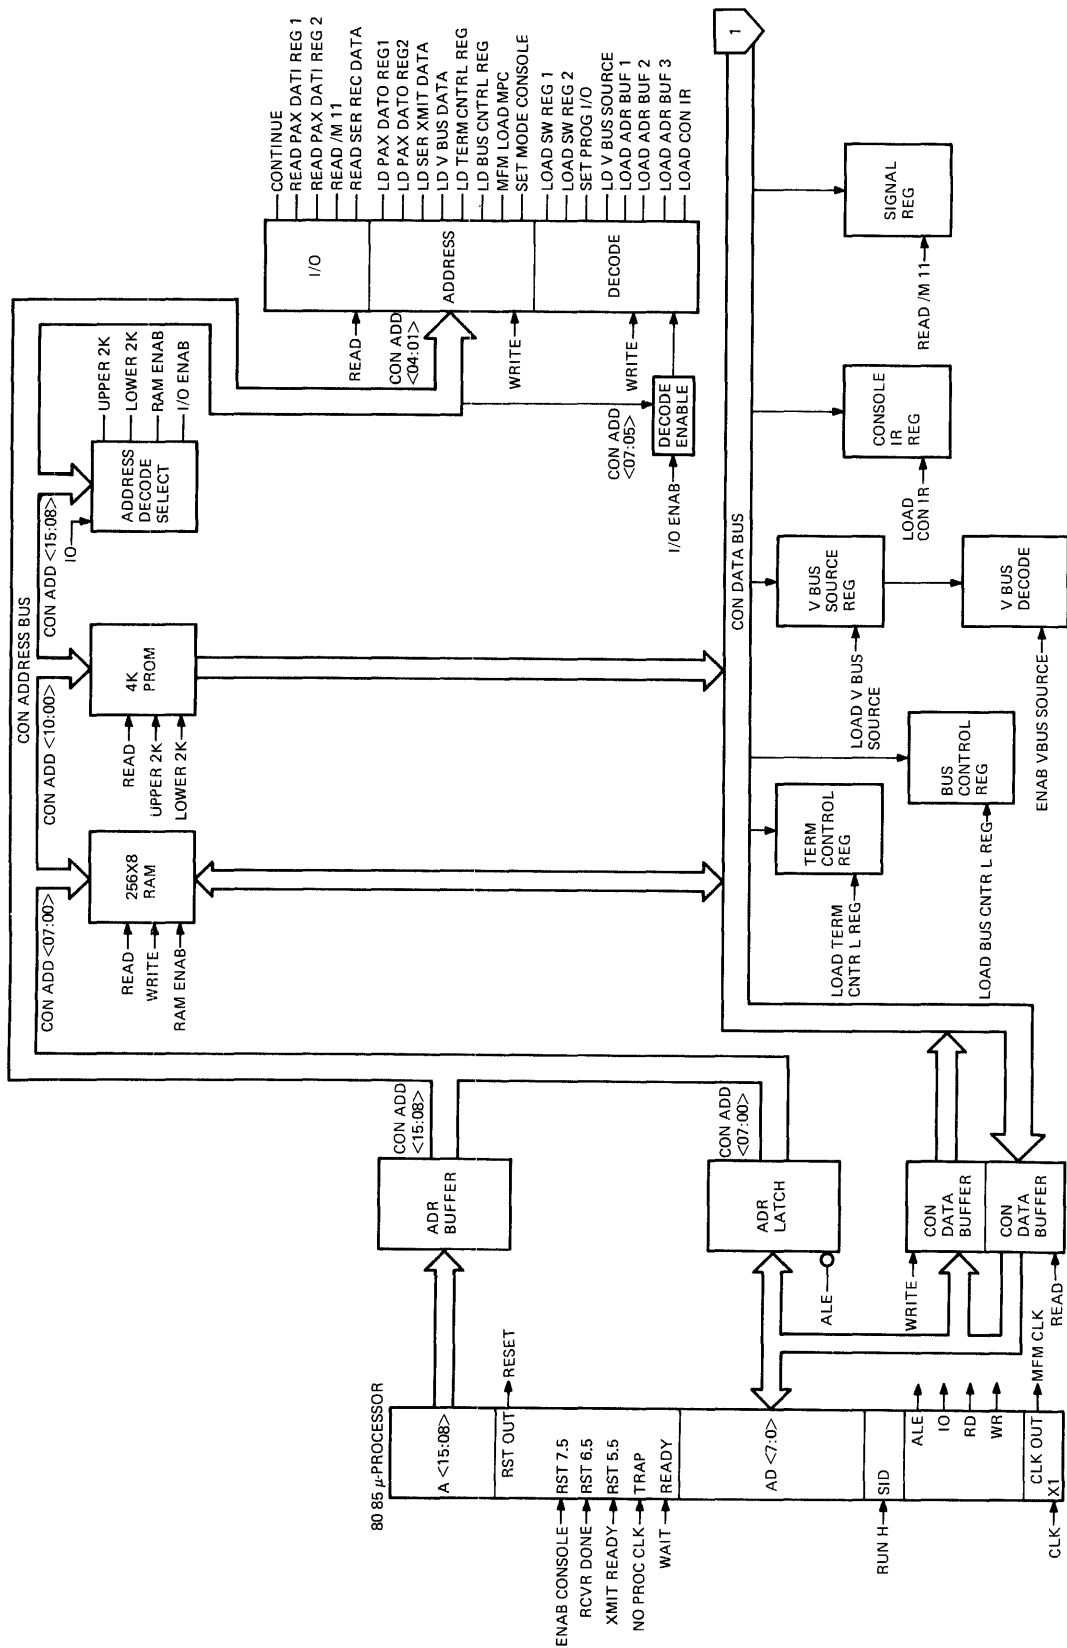 8085 μ-PROCESSOR
A <15:08>
RST OUT
RESET
ENAB CONSOLE
RST 7.5
RCVR DONE
RST 6.5
XMIT READY
RST 5.5
NO PROC CLK
TRAP
WAIT
READY
AD <7:0>
RUN H
SID
ALE
IO
RD
WR
CLK OUT
MFM CLK
CLK
X1
ADR
BUFFER
CON ADD
<15:08>
ADR
LATCH
ALE
CON ADD
<07:00>
WRITE
CON
DATA
BUFFER
CON
DATA
BUFFER
READ
CON ADDRESS BUS
CON ADD <07:00>
256X8
RAM
READ
WRITE
RAM ENAB
CON ADD <10:00>
4K
PROM
READ
UPPER 2K
LOWER 2K
CON ADD <15:08>
IO
ADDRESS
DECODE
SELECT
UPPER 2K
LOWER 2K
RAM ENAB
I/O ENAB
I/O
ADDRESS
DECODE
READ
CON ADD
<04:01>
WRITE
WRITE
CON ADD
<07:05>
DECODE
ENABLE
I/O ENAB
CONTINUE
READ PAX DATI REG 1
READ PAX DATI REG 2
READ /M 11
READ SER REC DATA
LD PAX DATO REG1
LD PAX DATO REG2
LD SER XMIT DATA
LD V BUS DATA
LD TERM CNTRL REG
LD BUS CNTRL REG
MFM LOAD MPC
SET MODE CONSOLE
LOAD SW REG 1
LOAD SW REG 2
SET PROG I/O
LD V BUS SOURCE
LOAD ADR BUF 1
LOAD ADR BUF 2
LOAD ADR BUF 3
LOAD CON IR
CON DATA BUS
1
TERM
CONTROL
REG
LOAD TERM
CNTR L REG
BUS
CONTROL
REG
LOAD BUS CNTR L REG
V BUS
SOURCE
REG
LOAD V BUS
SOURCE
V BUS
DECODE
ENAB VBUS SOURCE
CONSOLE
IR
REG
LOAD
CON IR
SIGNAL
REG
READ /M 11